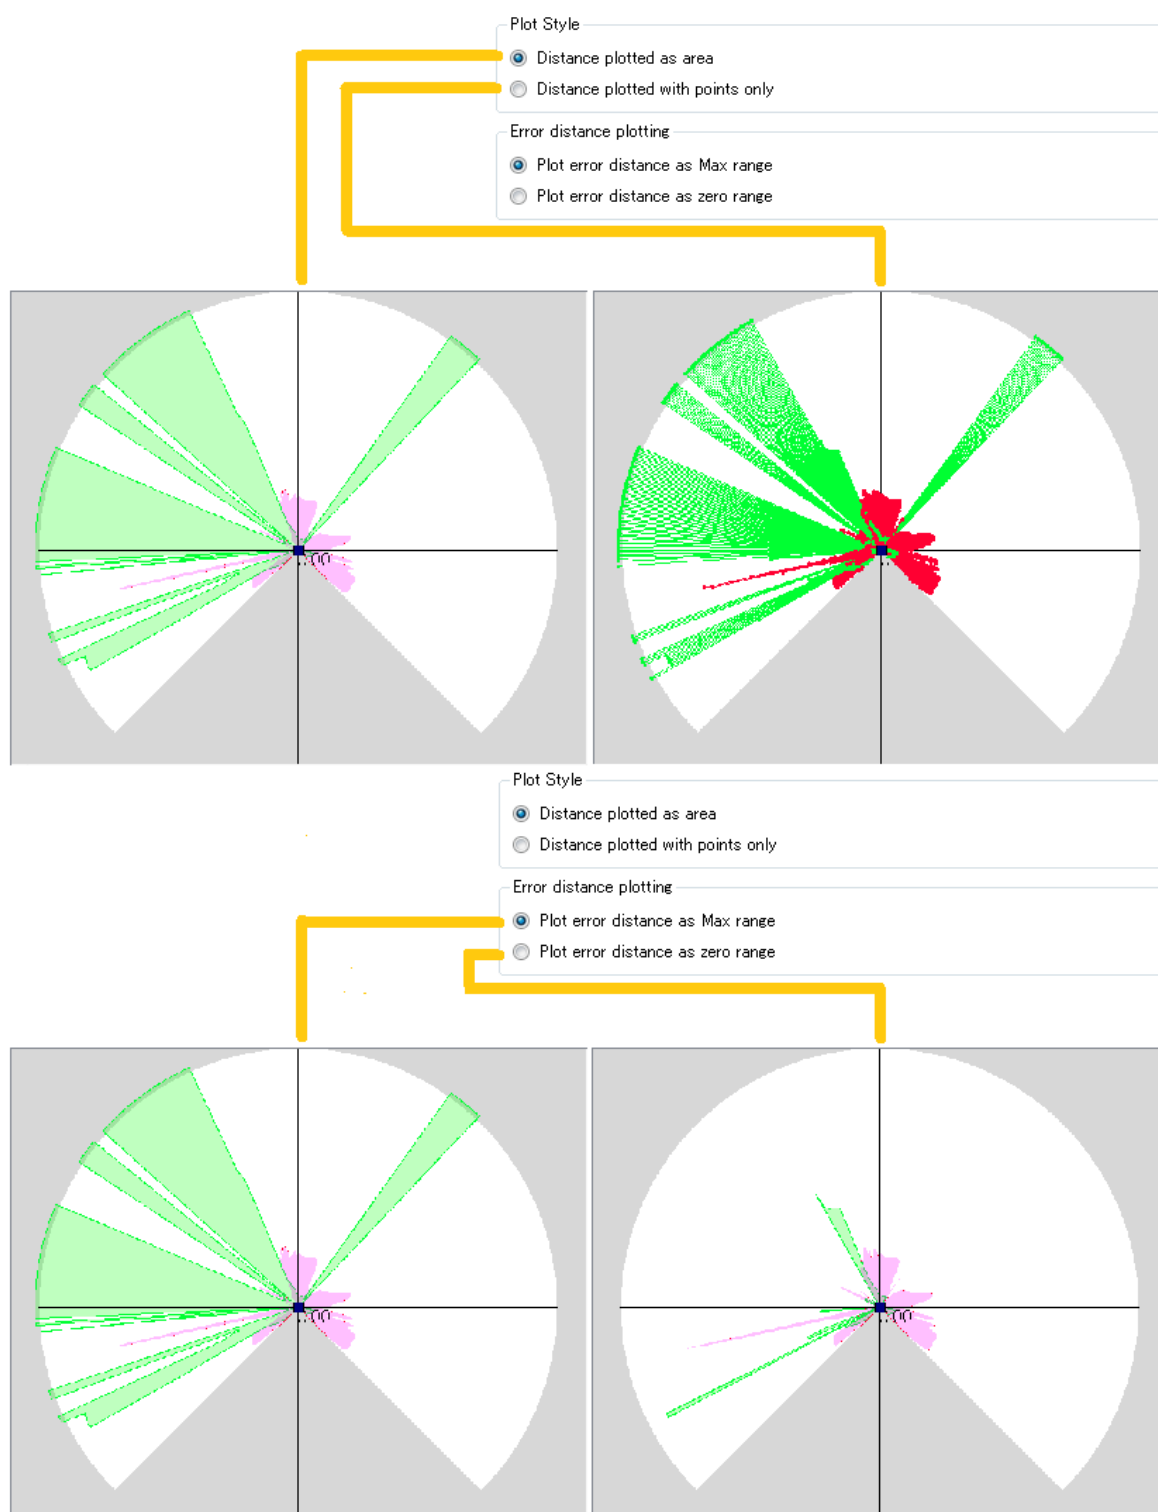 Plot Style
Distance plotted as area
Distance plotted with points only
Error distance plotting
Plot error distance as Max range
Plot error distance as zero range
Plot Style
Distance plotted as area
Distance plotted with points only
Error distance plotting
Plot error distance as Max range
Plot error distance as zero range